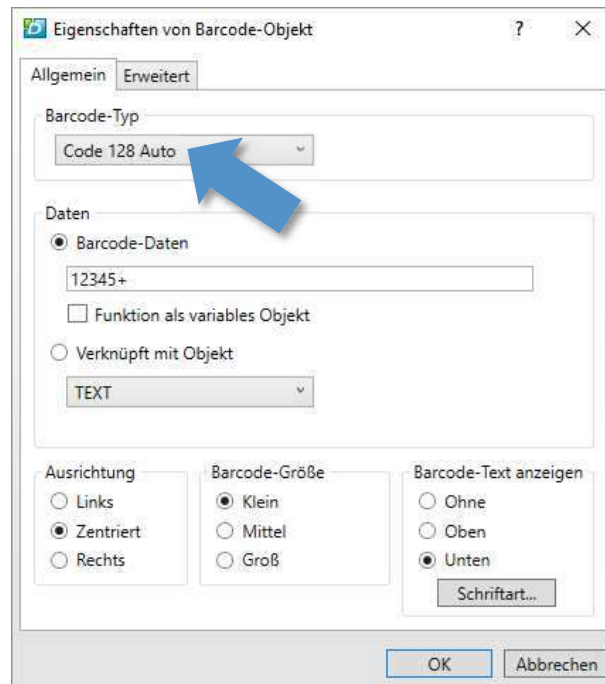 Eigenschaften von Barcode-Objekt ?
Allgemein Erweitert
Barcode-Typ
Code 128 Auto
Daten
Barcode-Daten
12345+
Funktion als variables Objekt
Verknüpft mit Objekt
TEXT
Ausrichtung
Links
Zentriert
Rechts
Barcode-Größe
Klein
Mittel
Groß
Barcode-Text anzeigen
Ohne
Oben
Unten
Schriftart...
OK Abbrechen